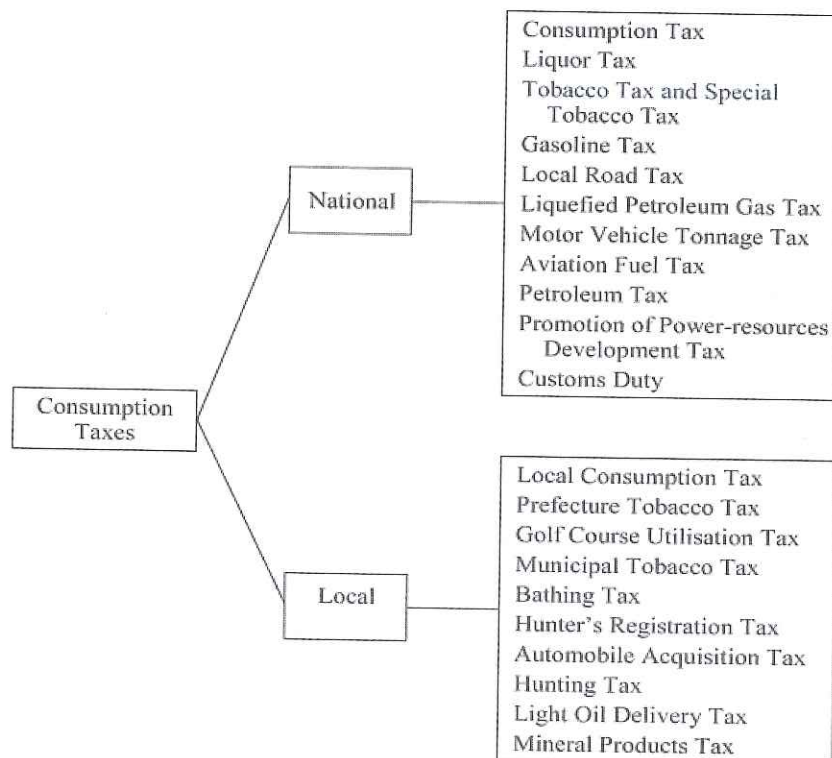 Consumption Tax
Liquor Tax
Tobacco Tax and Special
Tobacco Tax
Gasoline Tax
Local Road Tax
Liquefied Petroleum Gas Tax
Motor Vehicle Tonnage Tax
Aviation Fuel Tax
Petroleum Tax
Promotion of Power-resources
Development Tax
Customs Duty
National
Consumption
Taxes
Local
Local Consumption Tax
Prefecture Tobacco Tax
Golf Course Utilisation Tax
Municipal Tobacco Tax
Bathing Tax
Hunter's Registration Tax
Automobile Acquisition Tax
Hunting Tax
Light Oil Delivery Tax
Mineral Products Tax